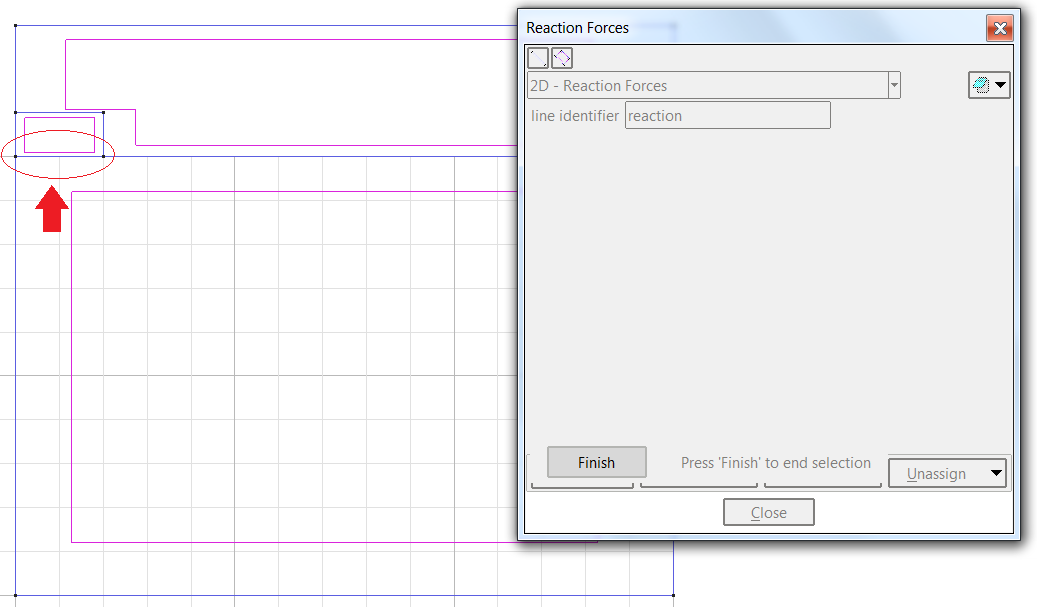 Reaction Forces
2D - Reaction Forces
line identifier reaction
Finish Press 'Finish' to end selection
Unassign
Close